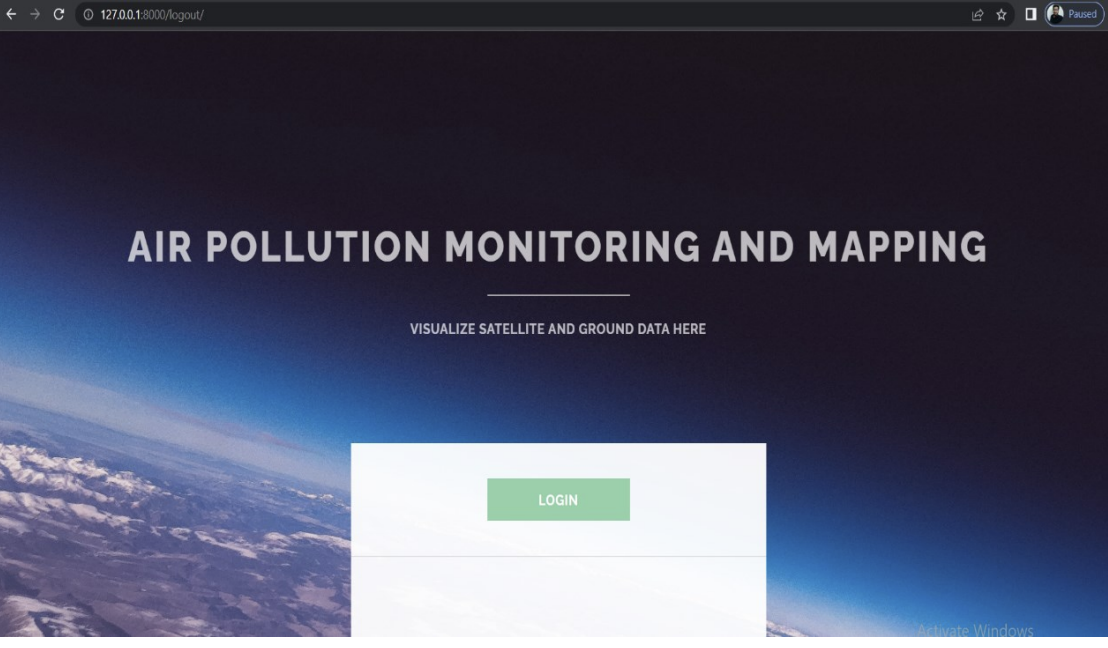 127.0.0.1:8000/logout/
Paused
AIR POLLUTION MONITORING AND MAPPING
VISUALIZE SATELLITE AND GROUND DATA HERE
LOGIN
Activate Windows